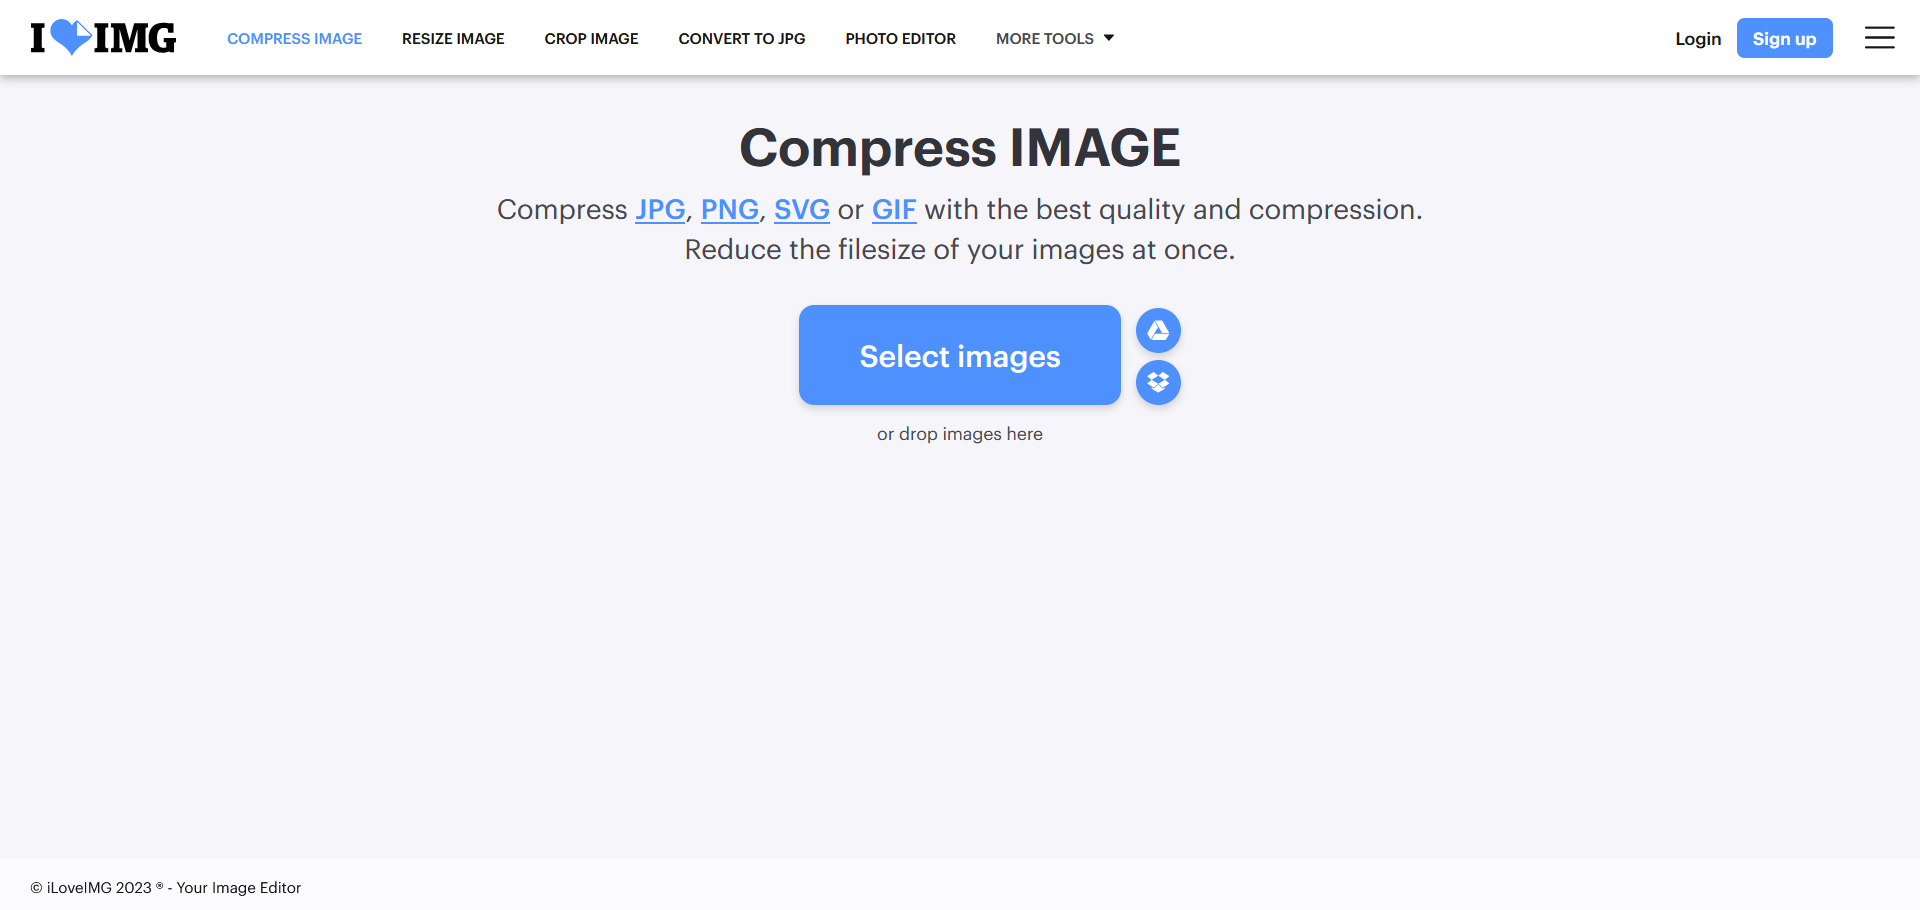 I IMG
COMPRESS IMAGE RESIZE IMAGE CROP IMAGE CONVERT TO JPG PHOTO EDITOR MORE TOOLS Login Sign up
Compress IMAGE
Compress JPG, PNG, SVG or GIF with the best quality and compression.
Reduce the filesize of your images at once.
Select images
or drop images here
© iLoveIMG 2023 ® - Your Image Editor